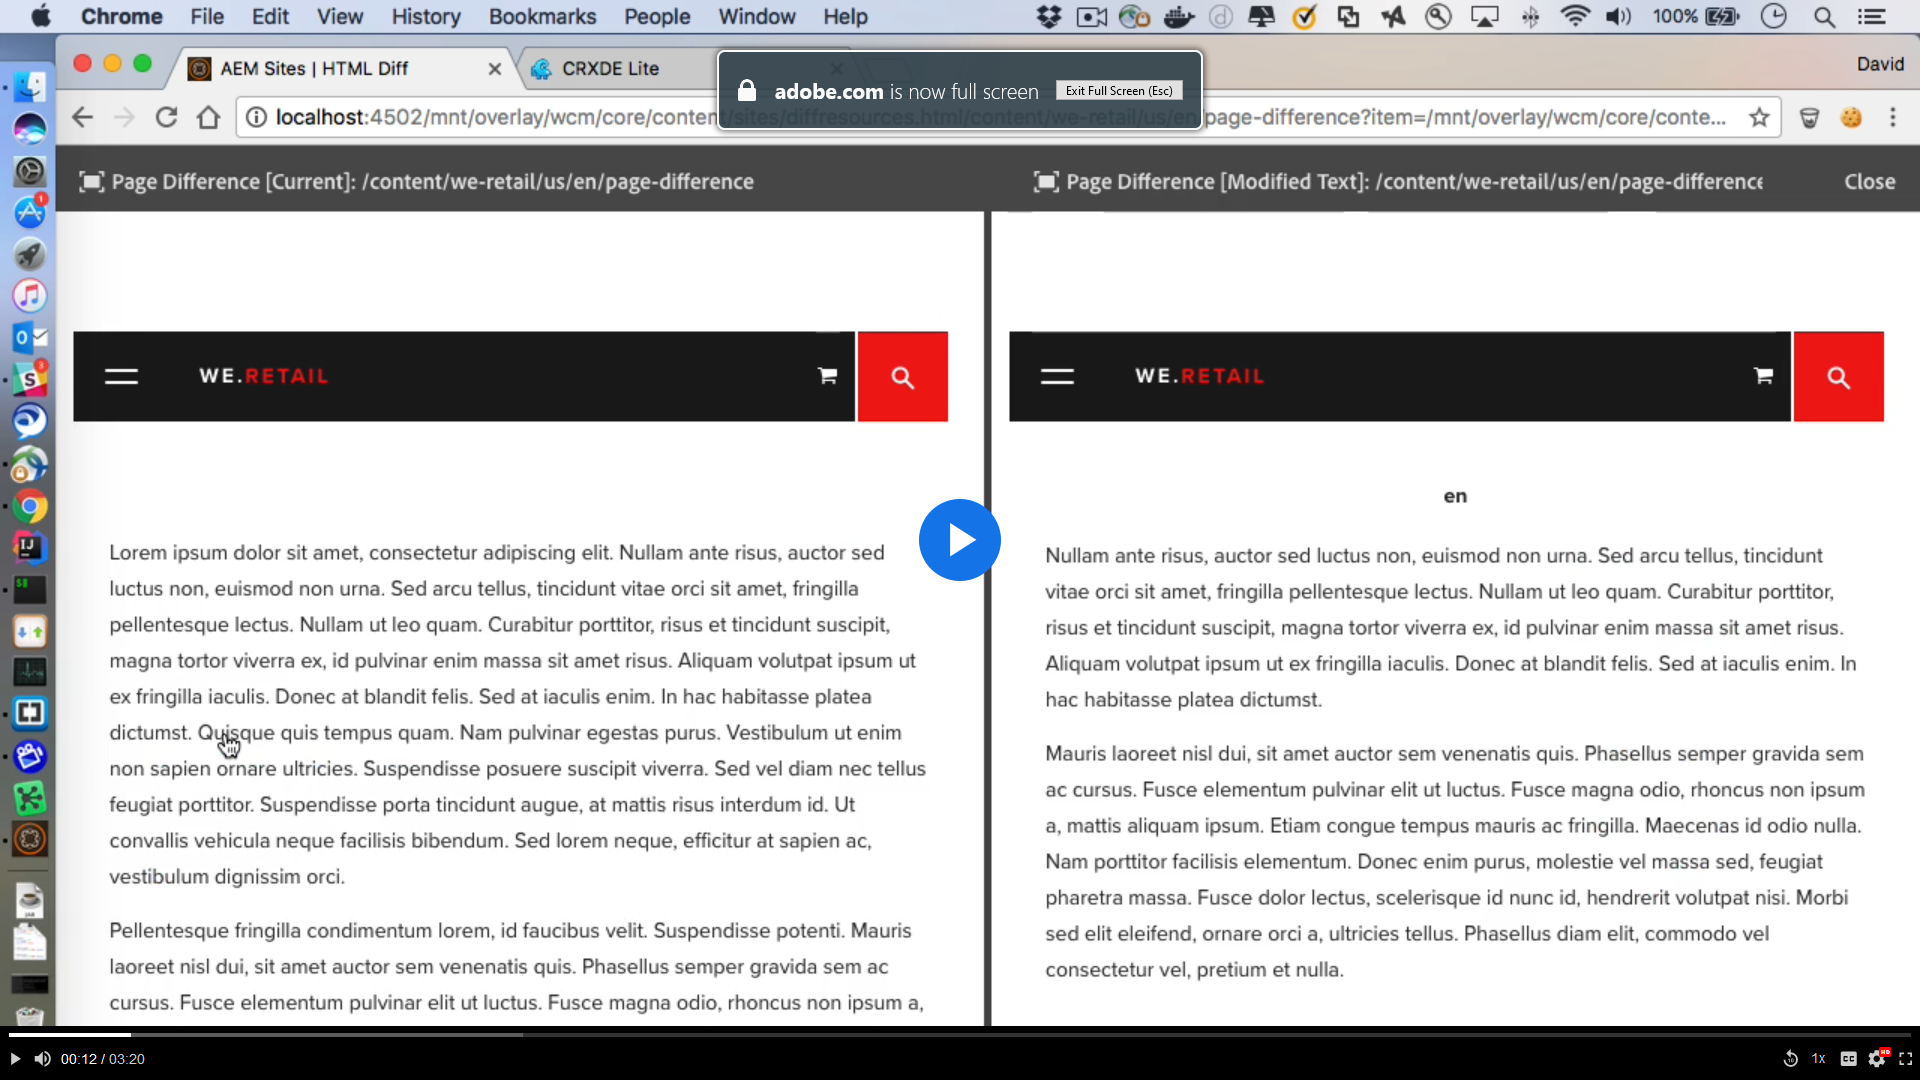 Chrome File Edit View History Bookmarks People Window Help 100%
AEM Sites | HTML Diff
CRXDE Lite
David
adobe.com is now full screen
Exit Full Screen (Esc)
localhost:4502/mnt/overlay/wcm/core/content/sites/diffresources.html/content/we-retail/us/en/page-difference?item=/mnt/overlay/wcm/core/conte...
Page Difference [Current]: /content/we-retail/us/en/page-difference
Page Difference [Modified Text]: /content/we-retail/us/en/page-difference
Close
WE.RETAIL
Lorem ipsum dolor sit amet, consectetur adipiscing elit. Nullam ante risus, auctor sed
luctus non, euismod non urna. Sed arcu tellus, tincidunt vitae orci sit amet, fringilla
pellentesque lectus. Nullam ut leo quam. Curabitur porttitor, risus et tincidunt suscipit,
magna tortor viverra ex, id pulvinar enim massa sit amet risus. Aliquam volutpat ipsum ut
ex fringilla iaculis. Donec at blandit felis. Sed at iaculis enim. In hac habitasse platea
dictumst. Quisque quis tempus quam. Nam pulvinar egestas purus. Vestibulum ut enim
non sapien ornare ultricies. Suspendisse posuere suscipit viverra. Sed vel diam nec tellus
feugiat porttitor. Suspendisse porta tincidunt augue, at mattis risus interdum id. Ut
convallis vehicula neque facilisis bibendum. Sed lorem neque, efficitur at sapien ac,
vestibulum dignissim orci.
Pellentesque fringilla condimentum lorem, id faucibus velit. Suspendisse potenti. Mauris
laoreet nisl dui, sit amet auctor sem venenatis quis. Phasellus semper gravida sem ac
cursus. Fusce elementum pulvinar elit ut luctus. Fusce magna odio, rhoncus non ipsum a,
WE.RETAIL
en
Nullam ante risus, auctor sed luctus non, euismod non urna. Sed arcu tellus, tincidunt
vitae orci sit amet, fringilla pellentesque lectus. Nullam ut leo quam. Curabitur porttitor,
risus et tincidunt suscipit, magna tortor viverra ex, id pulvinar enim massa sit amet risus.
Aliquam volutpat ipsum ut ex fringilla iaculis. Donec at blandit felis. Sed at iaculis enim. In
hac habitasse platea dictumst.
Mauris laoreet nisl dui, sit amet auctor sem venenatis quis. Phasellus semper gravida sem
ac cursus. Fusce elementum pulvinar elit ut luctus. Fusce magna odio, rhoncus non ipsum
a, mattis aliquam ipsum. Etiam congue tempus mauris ac fringilla. Maecenas id odio nulla.
Nam porttitor facilisis elementum. Donec enim purus, molestie vel massa sed, feugiat
pharetra massa. Fusce dolor lectus, scelerisque id nunc id, hendrerit volutpat nisi. Morbi
sed elit eleifend, ornare orci a, ultricies tellus. Phasellus diam elit, commodo vel
consectetur vel, pretium et nulla.
00:12 / 03:20
1x
CC
HD